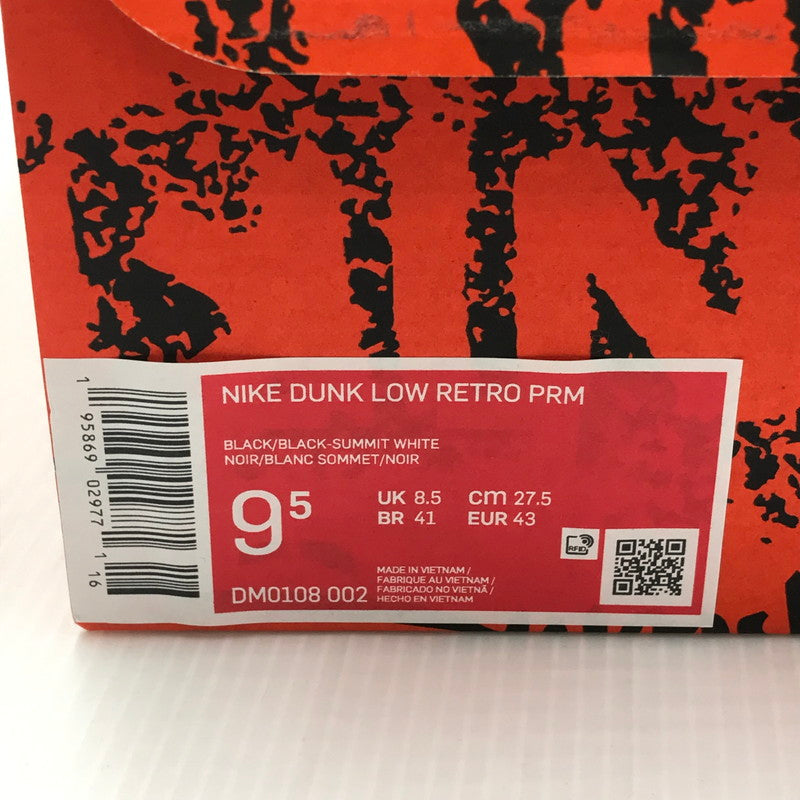 NIKE DUNK LOW RETRO PRM
BLACK/BLACK-SUMMIT WHITE
NOIR/BLANC SOMMET/NOIR
9⁵
UK 8.5 cm 27.5
BR 41 EUR 43
RFID
DM0108 002
MADE IN VIETNAM /
FABRIQUE AU VIETNAM /
FABRICADO NO VIETNÃ /
HECHO EN VIETNAM
1 95869 02977 1 16